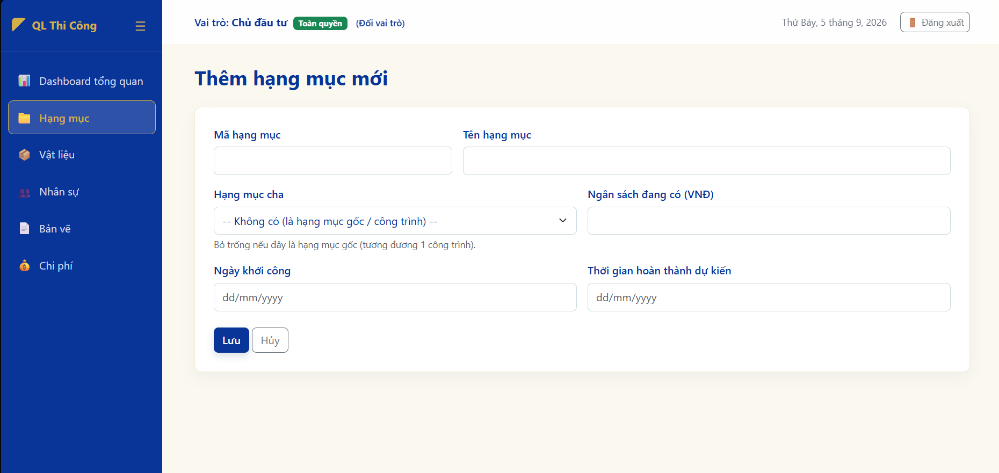 QL Thi Công
☰
Vai trò: Chủ đầu tư Toàn quyền (Đổi vai trò)
Thứ Bảy, 5 tháng 9, 2026
Đăng xuất
Dashboard tổng quan
Hạng mục
Vật liệu
Nhân sự
Bản vẽ
Chi phí
Thêm hạng mục mới
Mã hạng mục
Tên hạng mục
Hạng mục cha
Ngân sách đang có (VNĐ)
-- Không có (là hạng mục gốc / công trình) --
Bỏ trống nếu đây là hạng mục gốc (tương đương 1 công trình).
Ngày khởi công
Thời gian hoàn thành dự kiến
dd/mm/yyyy
dd/mm/yyyy
Lưu
Hủy